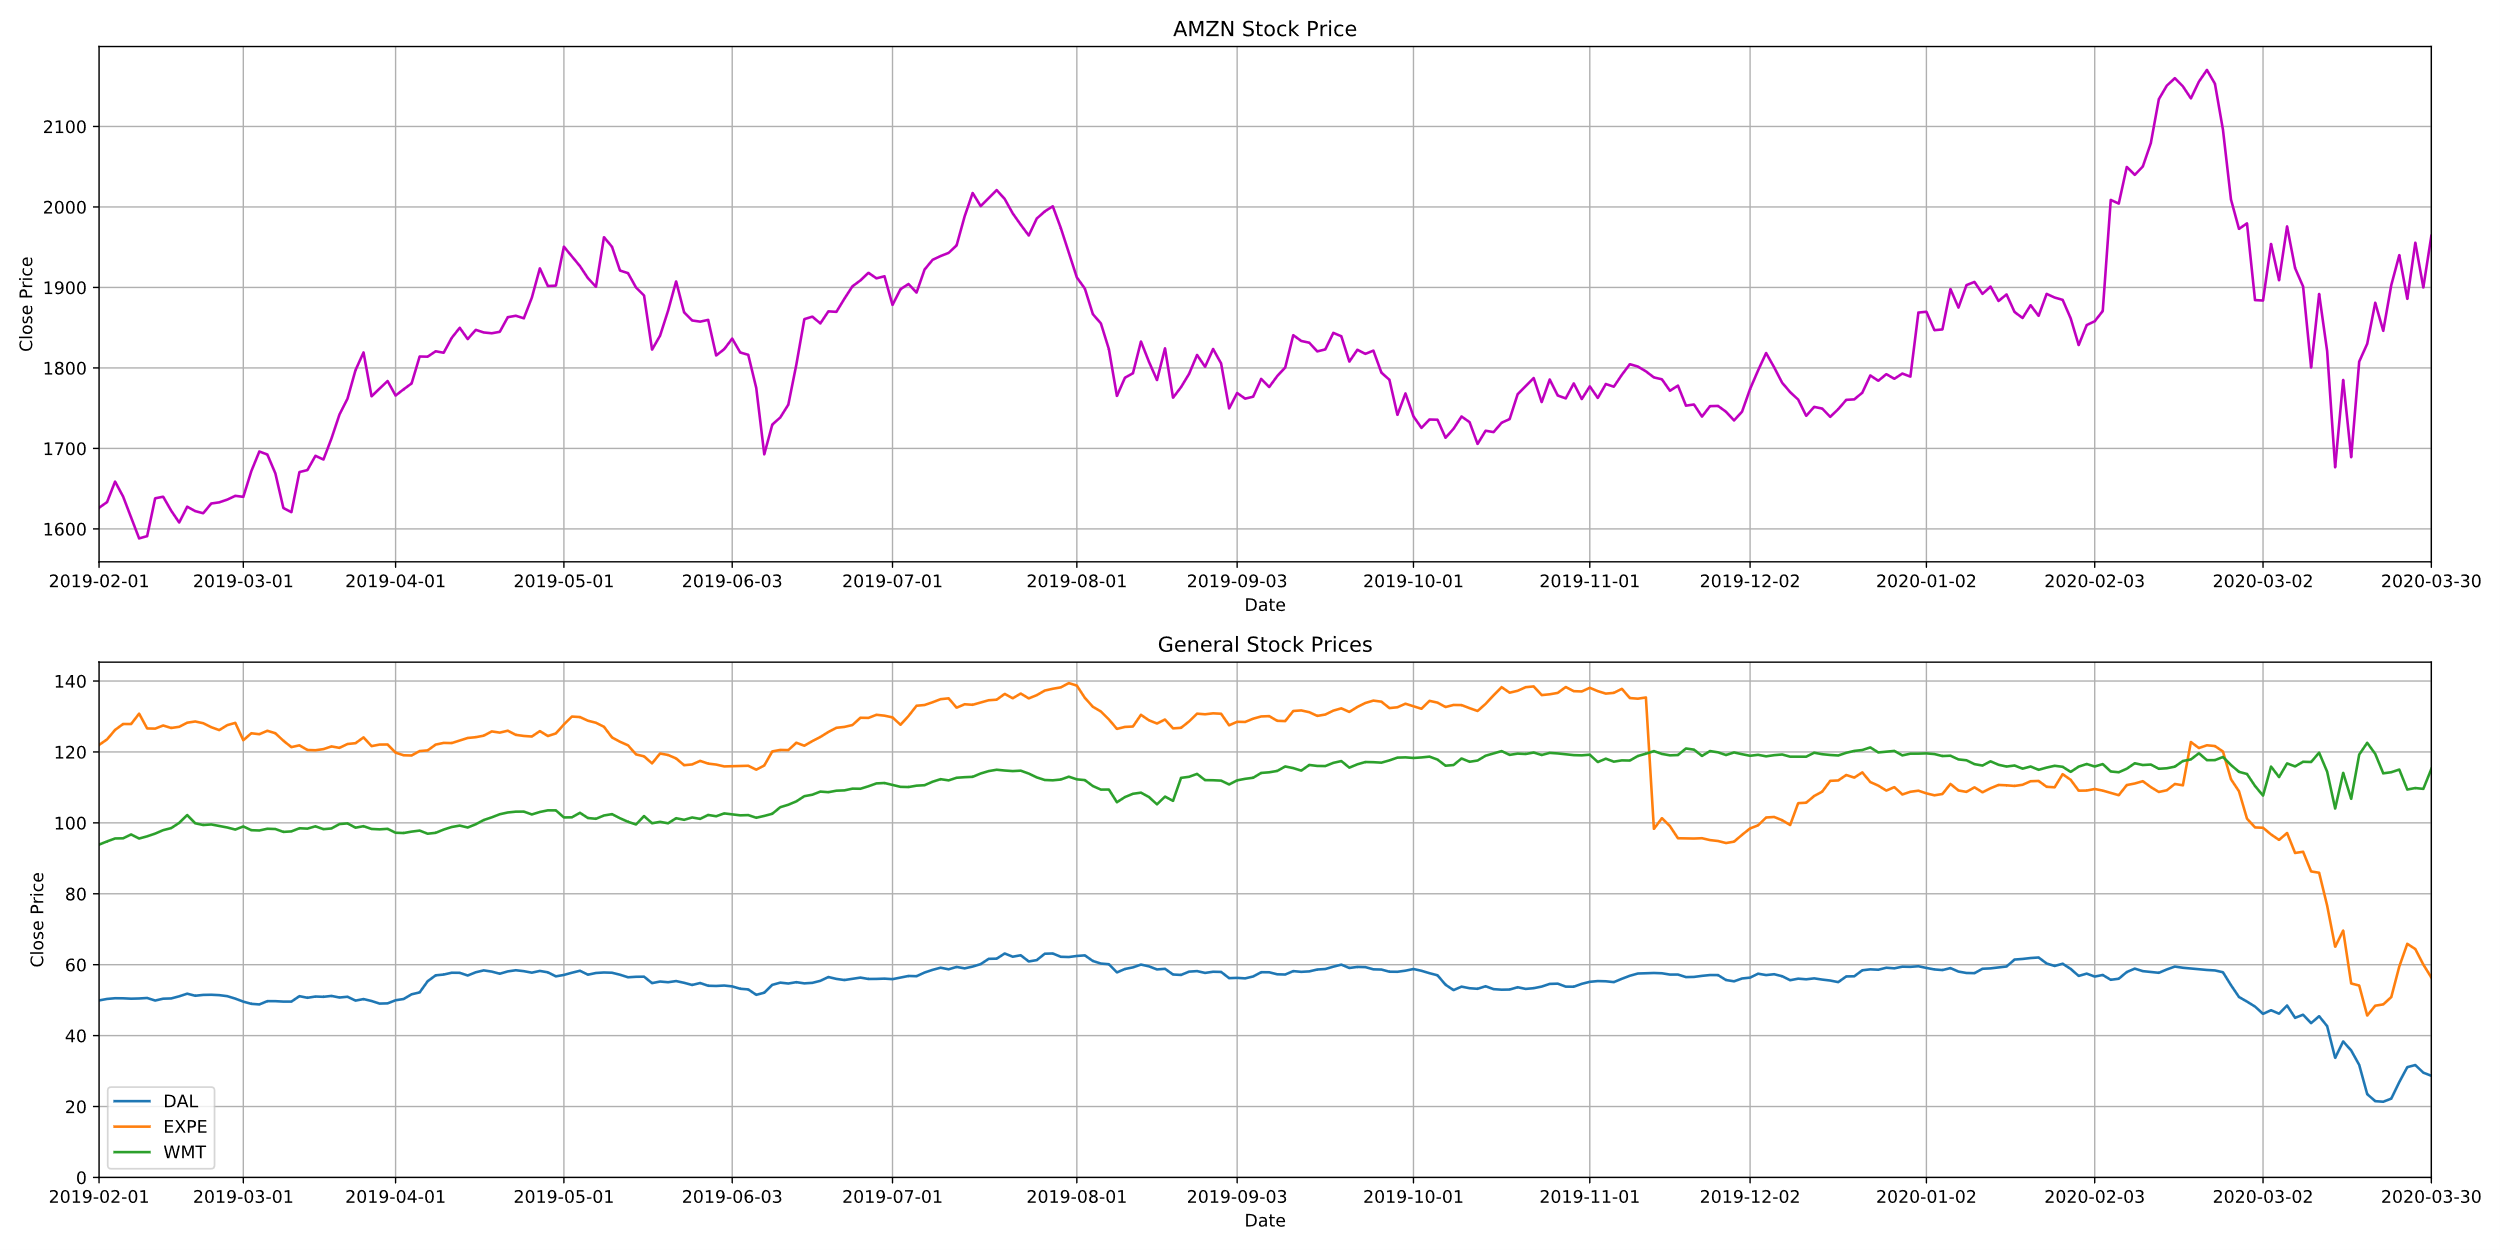 AMZN Stock Price
2100
2000
1900
1800
1700
1600
Close Price
2019-02-01 2019-03-01 2019-04-01 2019-05-01 2019-06-03 2019-07-01 2019-08-01 2019-09-03 2019-10-01 2019-11-01 2019-12-02 2020-01-02 2020-02-03 2020-03-02 2020-03-30
Date
General Stock Prices
140
120
100
80
60
40
20
0
Close Price
DAL
EXPE
WMT
2019-02-01 2019-03-01 2019-04-01 2019-05-01 2019-06-03 2019-07-01 2019-08-01 2019-09-03 2019-10-01 2019-11-01 2019-12-02 2020-01-02 2020-02-03 2020-03-02 2020-03-30
Date